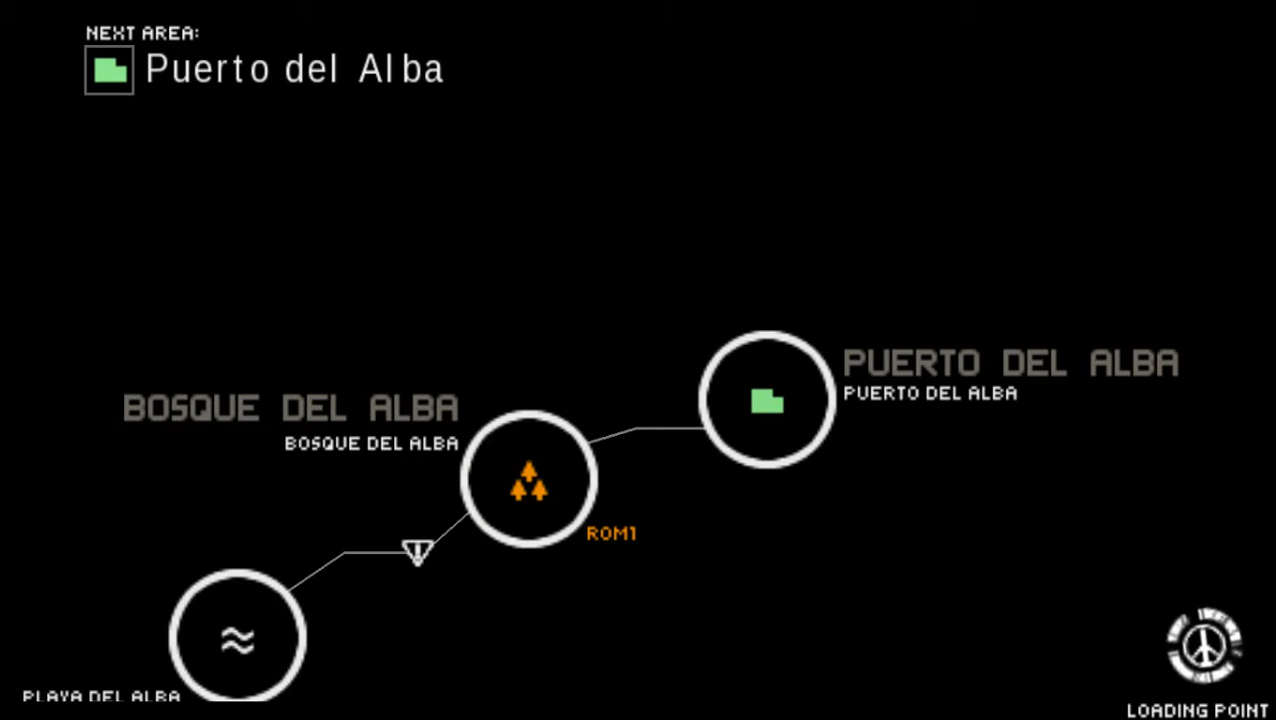 NEXT AREA:
Puerto del Alba
PUERTO DEL ALBA
PUERTO DEL ALBA
BOSQUE DEL ALBA
BOSQUE DEL ALBA
ROM1
PLAYA DEL ALBA
LOADING POINT